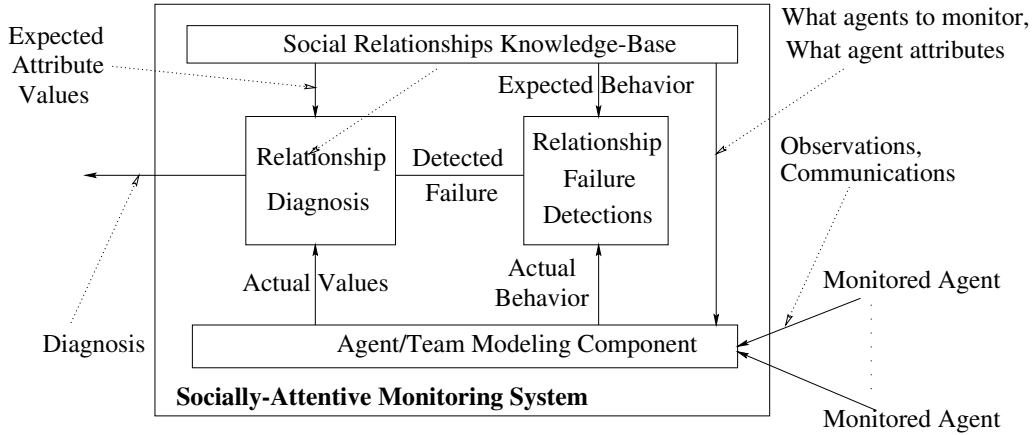 Expected
Attribute
Values
Social Relationships Knowledge-Base
What agents to monitor,
What agent attributes
Expected Behavior
Relationship
Diagnosis
Detected
Failure
Relationship
Failure
Detections
Observations,
Communications
Actual Values
Actual
Behavior
Monitored Agent
Diagnosis
Agent/Team Modeling Component
Socially-Attentive Monitoring System
Monitored Agent